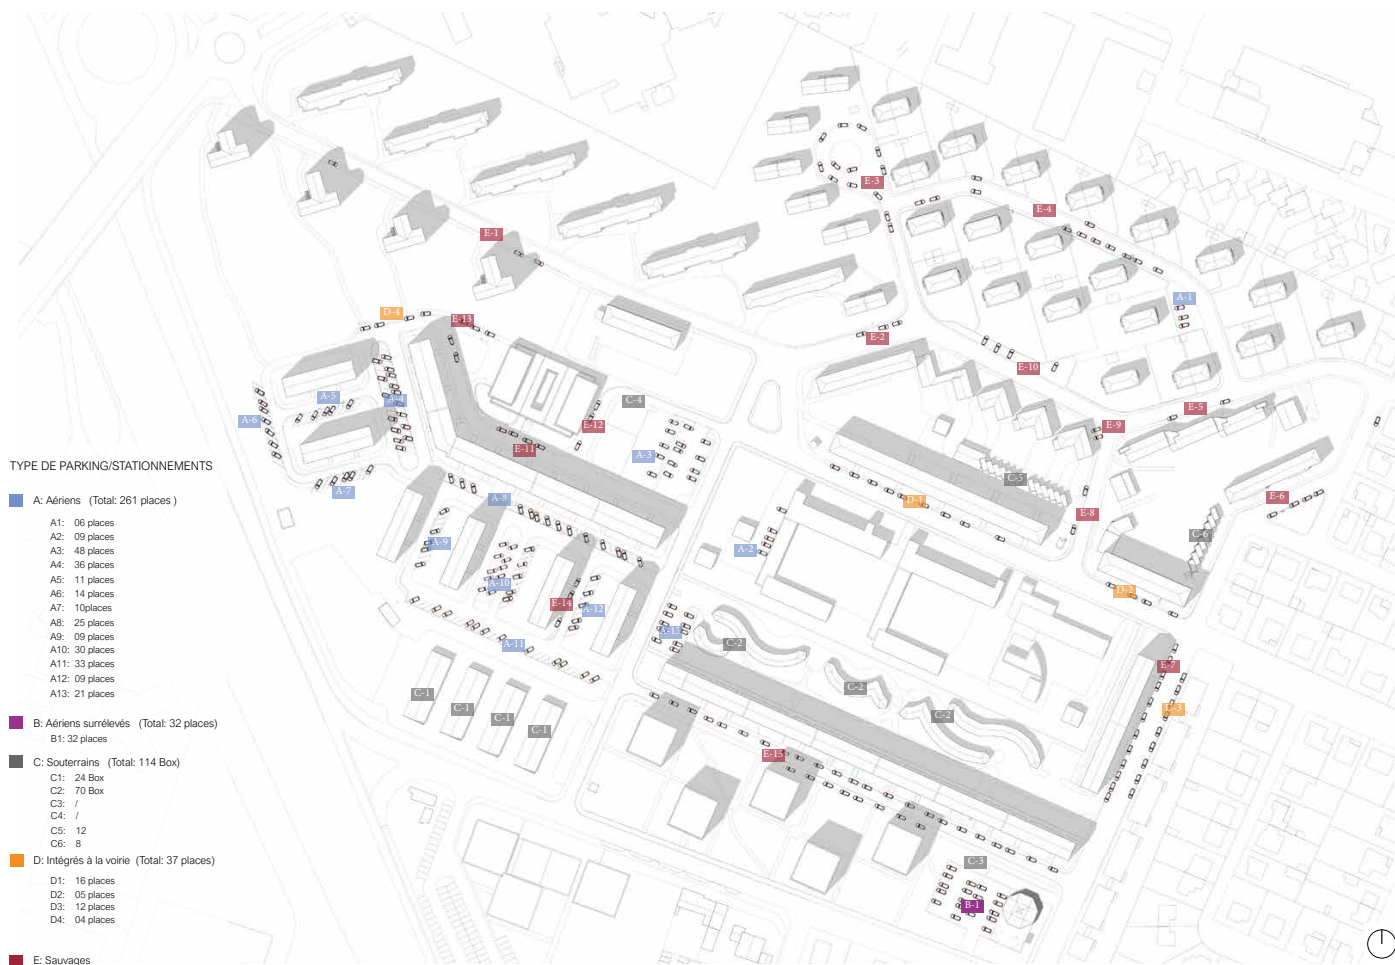 E-3
E-4
E-1
A-1
D-4
E-13
E-2
E-10
A-5
A-4
C-4
E-5
A-6
E-12
E-9
E-11
A-3
TYPE DE PARKING/STATIONNEMENTS
C-5
A-7
A: Aériens (Total: 261 places )
A-8
D-1
E-6
E-8
A1: 06 places
A2: 09 places
A3: 48 places
A4: 36 places
A5: 11 places
A6: 14 places
A7: 10places
A8: 25 places
A9: 09 places
A10: 30 places
A11: 33 places
A12: 09 places
A13: 21 places
C-6
A-9
A-2
A-10
D-2
E-14
A-12
A-13
A-11
C-2
E-7
C-2
C-1
C-1
C-1
C-1
C-2
D-3
B: Aériens surrélevés (Total: 32 places)
B1: 32 places
E-15
C: Souterrains (Total: 114 Box)
C1: 24 Box
C2: 70 Box
C3: /
C4: /
C5: 12
C6: 8
D: Intégrés à la voirie (Total: 37 places)
C-3
D1: 16 places
D2: 05 places
D3: 12 places
D4: 04 places
B-1
E: Sauvages